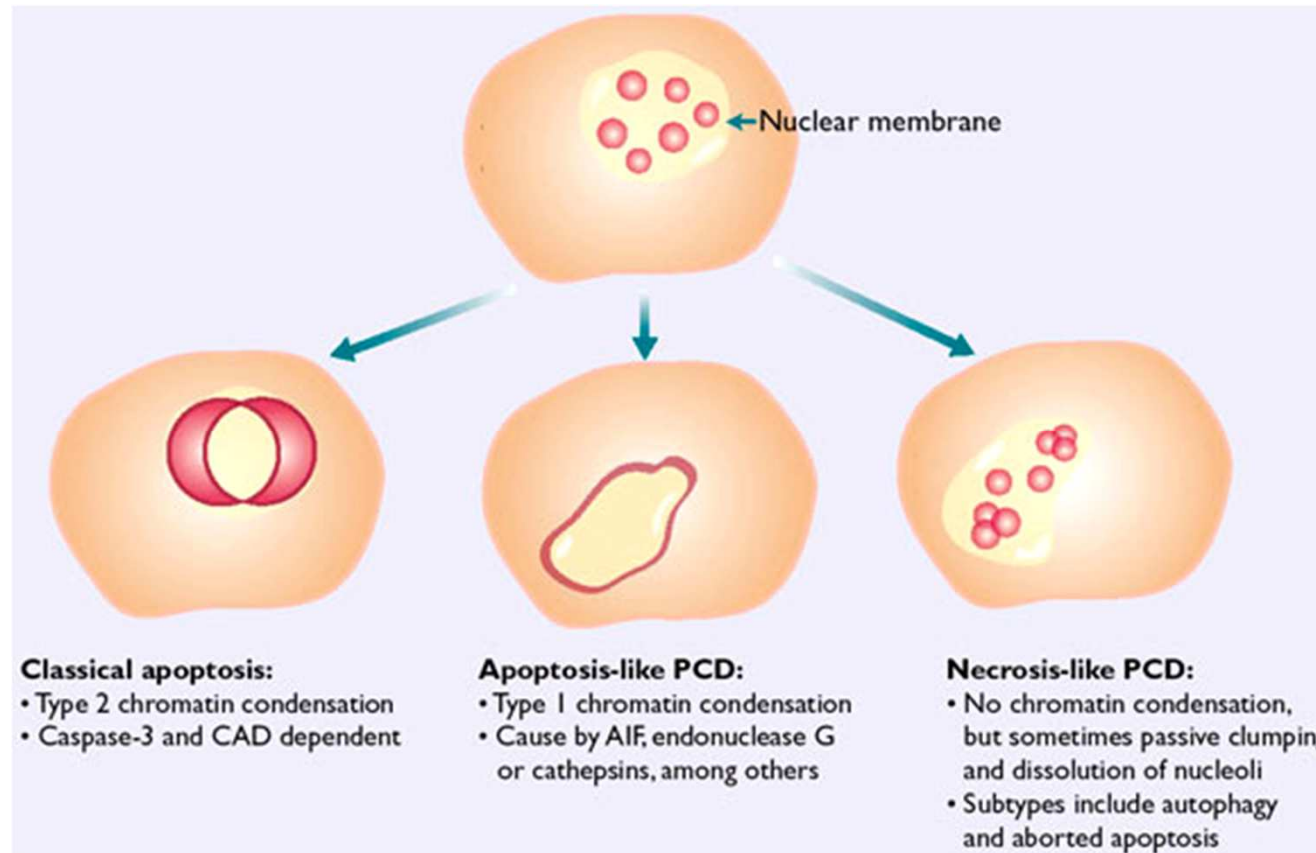 Nuclear membrane
Classical apoptosis:
• Type 2 chromatin condensation
• Caspase-3 and CAD dependent
Apoptosis-like PCD:
• Type 1 chromatin condensation
• Cause by AIF, endonuclease G
or cathepsins, among others
Necrosis-like PCD:
• No chromatin condensation,
but sometimes passive clumpin
and dissolution of nucleoli
• Subtypes include autophagy
and aborted apoptosis